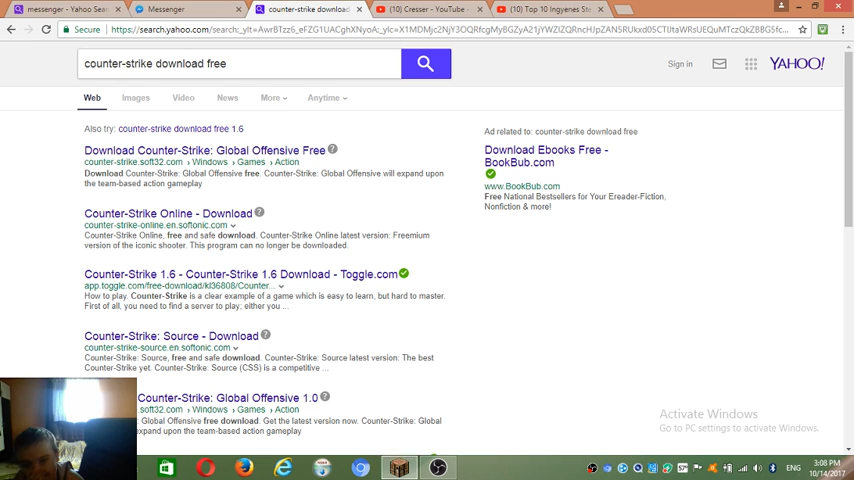 messenger - Yahoo Sear
Messenger
counter-strike download
(10) Cresser - YouTube -
(10) Top 10 Ingyenes Ste
Secure
https://search.yahoo.com/search;_ylt=
counter-strike download free
Sign in
YAHOO!
Web
Images
Video
News
More
Anytime
Also try: counter-strike download free 1.6
Ad related to: counter-strike download free
Download Counter-Strike: Global Offensive Free
counter-strike.soft32.com › Windows › Games › Action
Download Counter-Strike: Global Offensive free. Counter-Strike: Global Offensive will expand upon
the team-based action gameplay
Download Ebooks Free -
BookBub.com
www.BookBub.com
Free National Bestsellers for Your Ereader-Fiction,
Nonfiction & more!
Counter-Strike Online - Download
counter-strike-online.en.softonic.com
Counter-Strike Online, free and safe download. Counter-Strike Online latest version: Freemium
version of the iconic shooter. This program can no longer be downloaded.
Counter-Strike 1.6 - Counter-Strike 1.6 Download - Toggle.com
app.toggle.com/free-download/kl36808/Counter...
How to play. Counter-Strike is a clear example of a game which is easy to learn, but hard to master.
First of all, you need to find a server to play; either you ...
Counter-Strike: Source - Download
counter-strike-source.en.softonic.com
Counter-Strike: Source, free and safe download. Counter-Strike: Source latest version: The best
Counter-Strike yet. Counter-Strike: Source (CSS) is a competitive ...
Counter-Strike: Global Offensive 1.0
.soft32.com › Windows › Games › Action
Global Offensive free download. Get the latest version now. Counter-Strike: Global
expand upon the team-based action gameplay
Activate Windows
Go to PC settings to activate Windows.
ENG
3:08 PM
10/14/2017